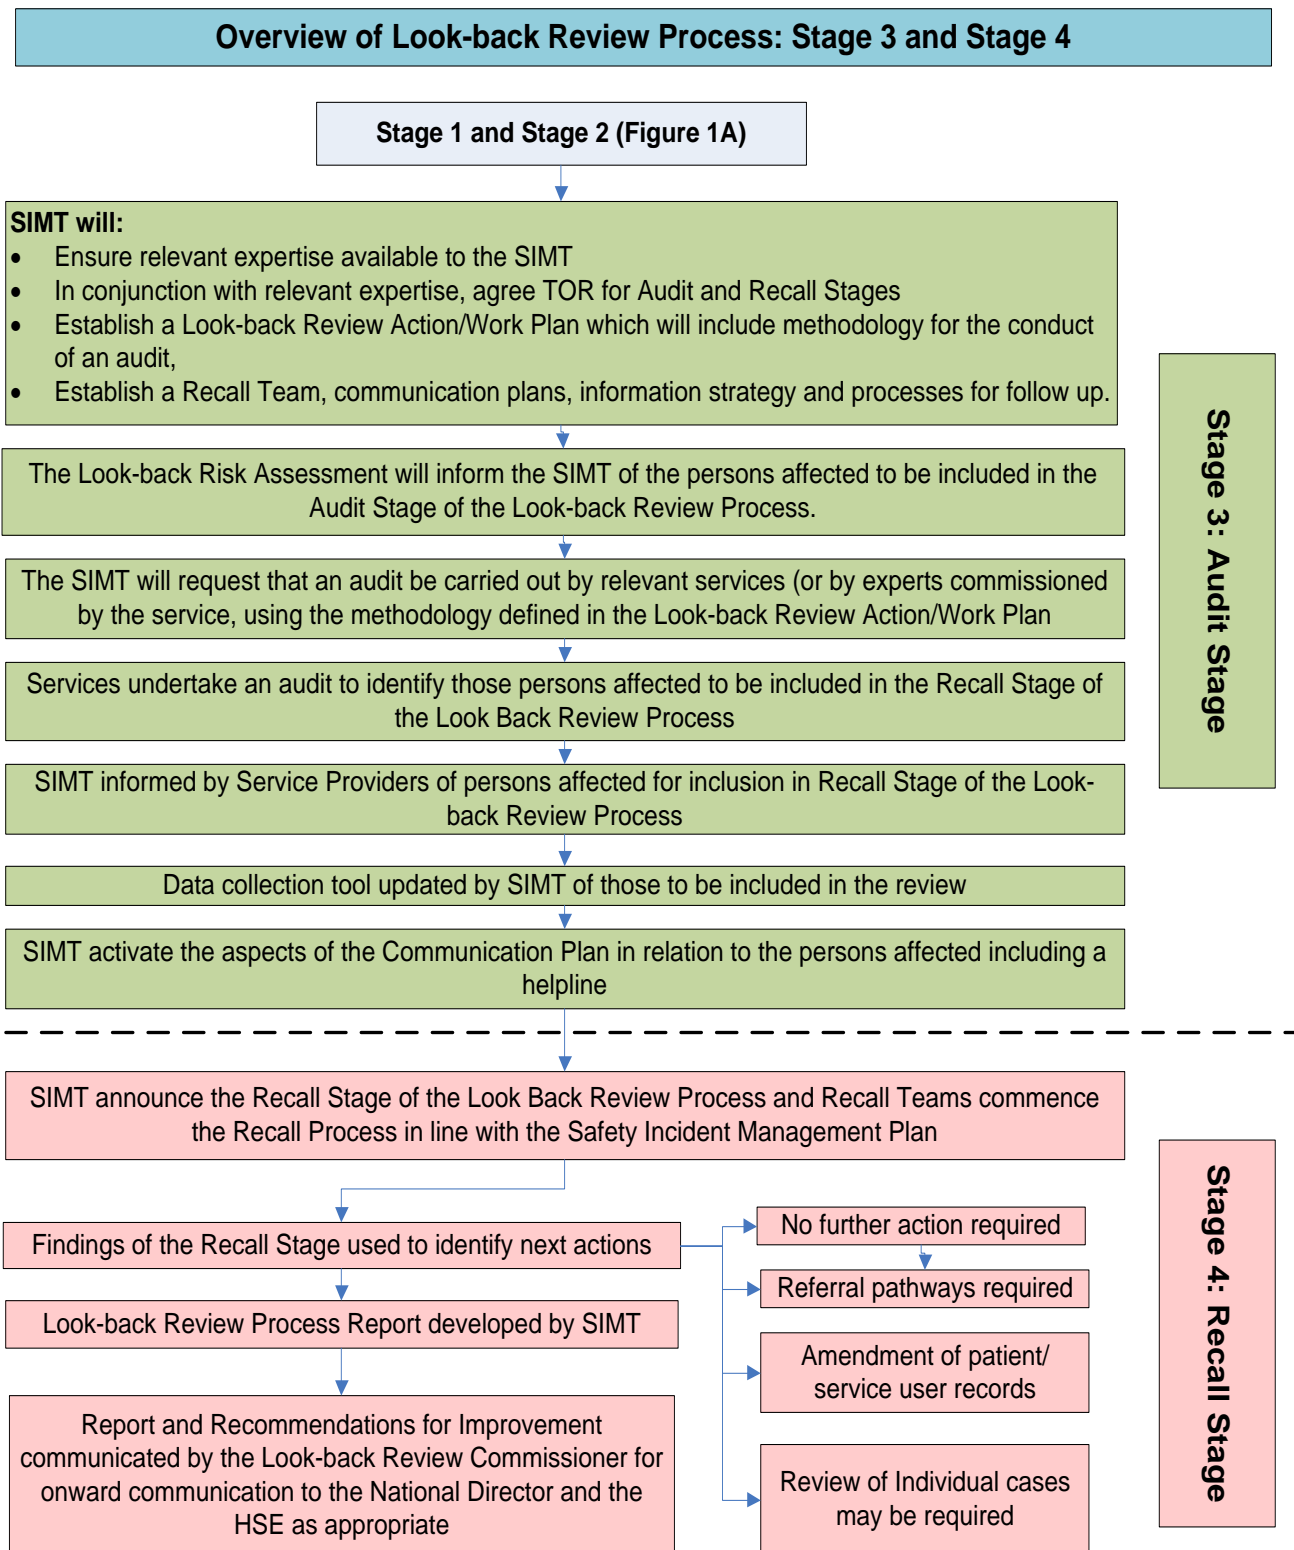 Overview of Look-back Review Process: Stage 3 and Stage 4
Stage 1 and Stage 2 (Figure 1A)
SIMT will:
• Ensure relevant expertise available to the SIMT
• In conjunction with relevant expertise, agree TOR for Audit and Recall Stages
• Establish a Look-back Review Action/Work Plan which will include methodology for the conduct
of an audit,
• Establish a Recall Team, communication plans, information strategy and processes for follow up.
The Look-back Risk Assessment will inform the SIMT of the persons affected to be included in the
Audit Stage of the Look-back Review Process.
The SIMT will request that an audit be carried out by relevant services (or by experts commissioned
by the service, using the methodology defined in the Look-back Review Action/Work Plan
Services undertake an audit to identify those persons affected to be included in the Recall Stage of
the Look Back Review Process
SIMT informed by Service Providers of persons affected for inclusion in Recall Stage of the Look-
back Review Process
Data collection tool updated by SIMT of those to be included in the review
SIMT activate the aspects of the Communication Plan in relation to the persons affected including a
helpline
Stage 3: Audit Stage
SIMT announce the Recall Stage of the Look Back Review Process and Recall Teams commence
the Recall Process in line with the Safety Incident Management Plan
Findings of the Recall Stage used to identify next actions
Look-back Review Process Report developed by SIMT
Report and Recommendations for Improvement
communicated by the Look-back Review Commissioner for
onward communication to the National Director and the
HSE as appropriate
No further action required
Referral pathways required
Amendment of patient/
service user records
Review of Individual cases
may be required
Stage 4: Recall Stage